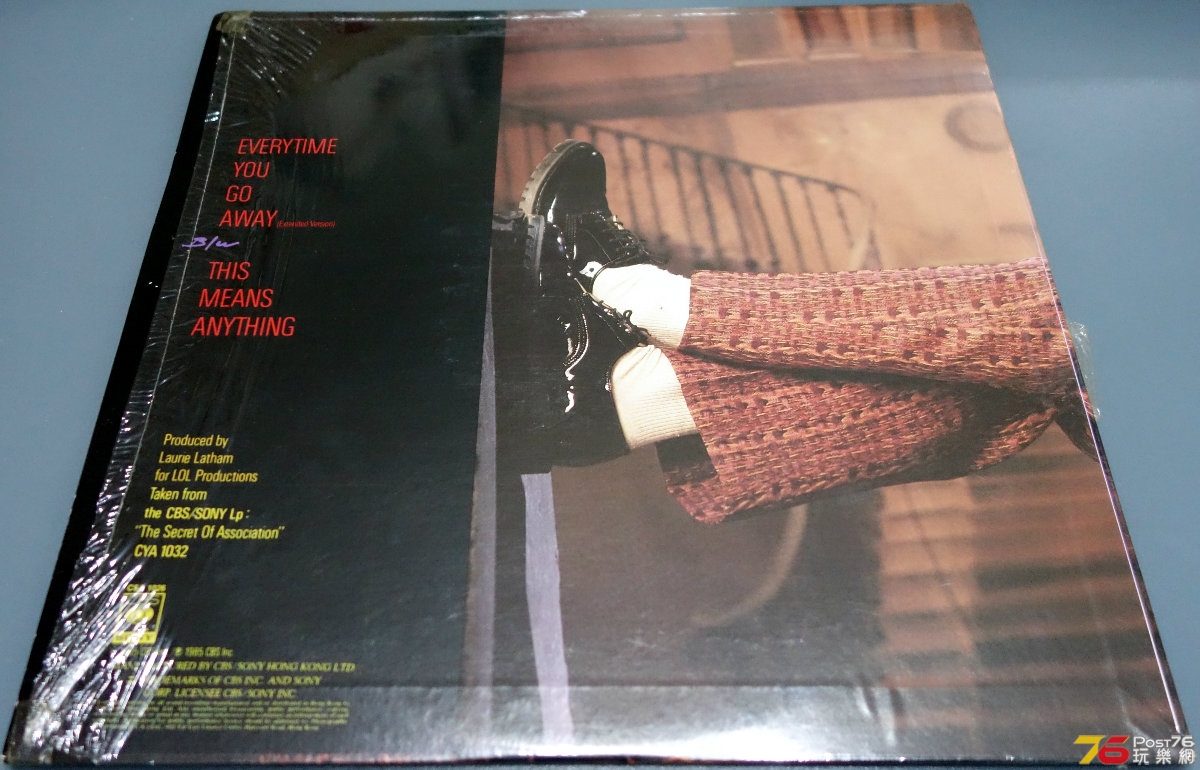 EVERYTIME
YOU
GO
AWAY (Extended Version)
B/w
THIS
MEANS
ANYTHING
Produced by
Laurie Latham
for LOL Productions
Taken from
the CBS/SONY Lp:
"The Secret Of Association"
CYA 1032
℗ 1985 CBS Inc.
BY CBS/SONY HONG KONG LTD.
OF CBS INC. AND SONY
CORP. LICENSEE CBS/SONY INC.
76 Post76
玩樂網